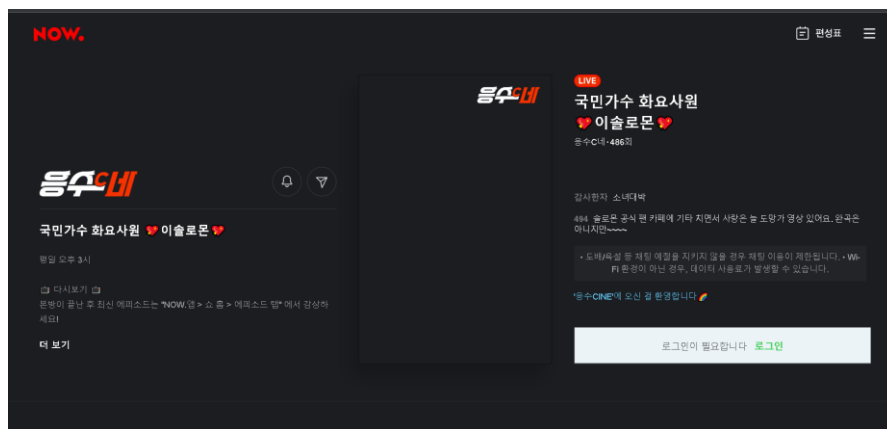 NOW.
편성표
응수C네
국민가수 화요사원 💖이솔로몬💖
평일 오후 3시
📺 다시보기 📺
본방이 끝난 후 최신 에피소드는 "NOW.앱 > 쇼 홈 > 에피소드 탭" 에서 감상하
세요!
더 보기
응수C네
LIVE
국민가수 화요사원
💖이솔로몬💖
응수C네•486회
감사한자 소녀대박
494 솔로몬 공식 팬 카페에 기타 치면서 사랑은 늘 도망가 영상 있어요. 완곡은
아니지만~~~~
• 도배/욕설 등 채팅 예절을 지키지 않을 경우 채팅 이용이 제한됩니다. • Wi-
Fi 환경이 아닌 경우, 데이터 사용료가 발생할 수 있습니다.
'응수CINE'에 오신 걸 환영합니다🌈
로그인이 필요합니다 로그인